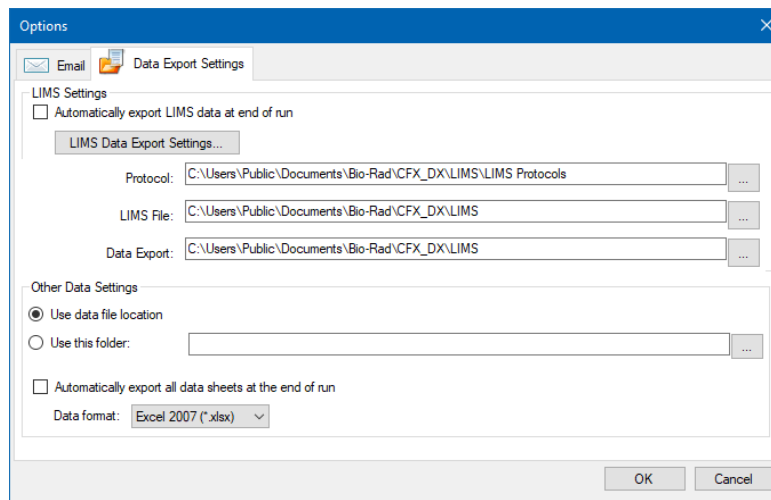 Options
Email
Data Export Settings
LIMS Settings
Automatically export LIMS data at end of run
LIMS Data Export Settings...
Protocol: C:\Users\Public\Documents\Bio-Rad\CFX_DX\LIMS\LIMS Protocols ...
LIMS File: C:\Users\Public\Documents\Bio-Rad\CFX_DX\LIMS ...
Data Export: C:\Users\Public\Documents\Bio-Rad\CFX_DX\LIMS ...
Other Data Settings
Use data file location
Use this folder: ...
Automatically export all data sheets at the end of run
Data format: Excel 2007 (*.xlsx)
OK Cancel